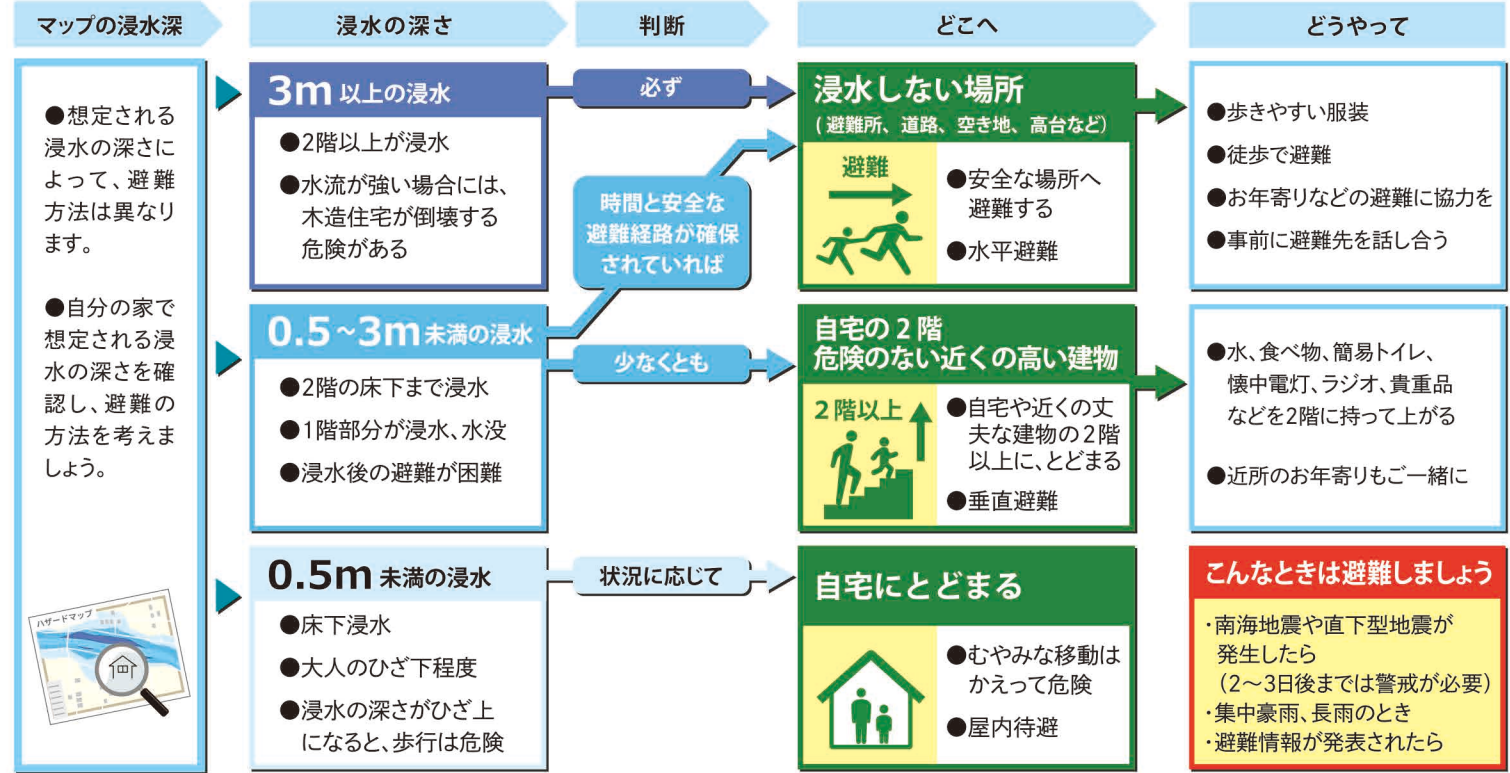 マップの浸水深
浸水の深さ
判断
どこへ
どうやって
●想定される
浸水の深さに
よって、避難
方法は異なり
ます。
●自分の家で
想定される浸
水の深さを確
認し、避難の
方法を考えま
しょう。
ハザードマップ
3m 以上の浸水
●2階以上が浸水
●水流が強い場合には、
木造住宅が倒壊する
危険がある
必ず
時間と安全な
避難経路が確保
されていれば
浸水しない場所
(避難所、道路、空き地、高台など)
避難
●安全な場所へ
避難する
●水平避難
●歩きやすい服装
●徒歩で避難
●お年寄りなどの避難に協力を
●事前に避難先を話し合う
0.5~3m 未満の浸水
●2階の床下まで浸水
●1階部分が浸水、水没
●浸水後の避難が困難
少なくとも
自宅の2階
危険のない近くの高い建物
2階以上
●自宅や近くの丈
夫な建物の2階
以上に、とどまる
●垂直避難
●水、食べ物、簡易トイレ、
懐中電灯、ラジオ、貴重品
などを2階に持って上がる
●近所のお年寄りもご一緒に
0.5m 未満の浸水
●床下浸水
●大人のひざ下程度
●浸水の深さがひざ上
になると、歩行は危険
状況に応じて
自宅にとどまる
●むやみな移動は
かえって危険
●屋内待避
こんなときは避難しましょう
・南海地震や直下型地震が
発生したら
(2〜3日後までは警戒が必要)
・集中豪雨、長雨のとき
・避難情報が発表されたら